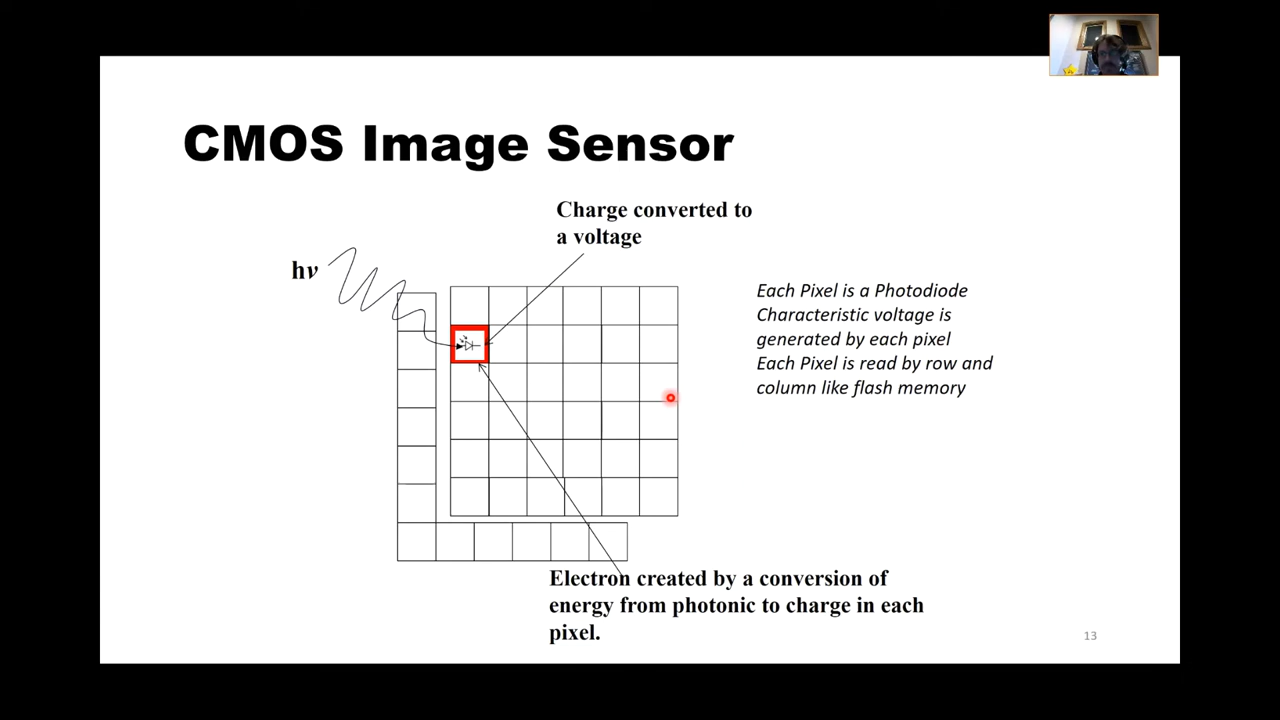 CMOS Image Sensor
Charge converted to
a voltage
hν
Each Pixel is a Photodiode
Characteristic voltage is
generated by each pixel
Each Pixel is read by row and
column like flash memory
Electron created by a conversion of
energy from photonic to charge in each
pixel.
13